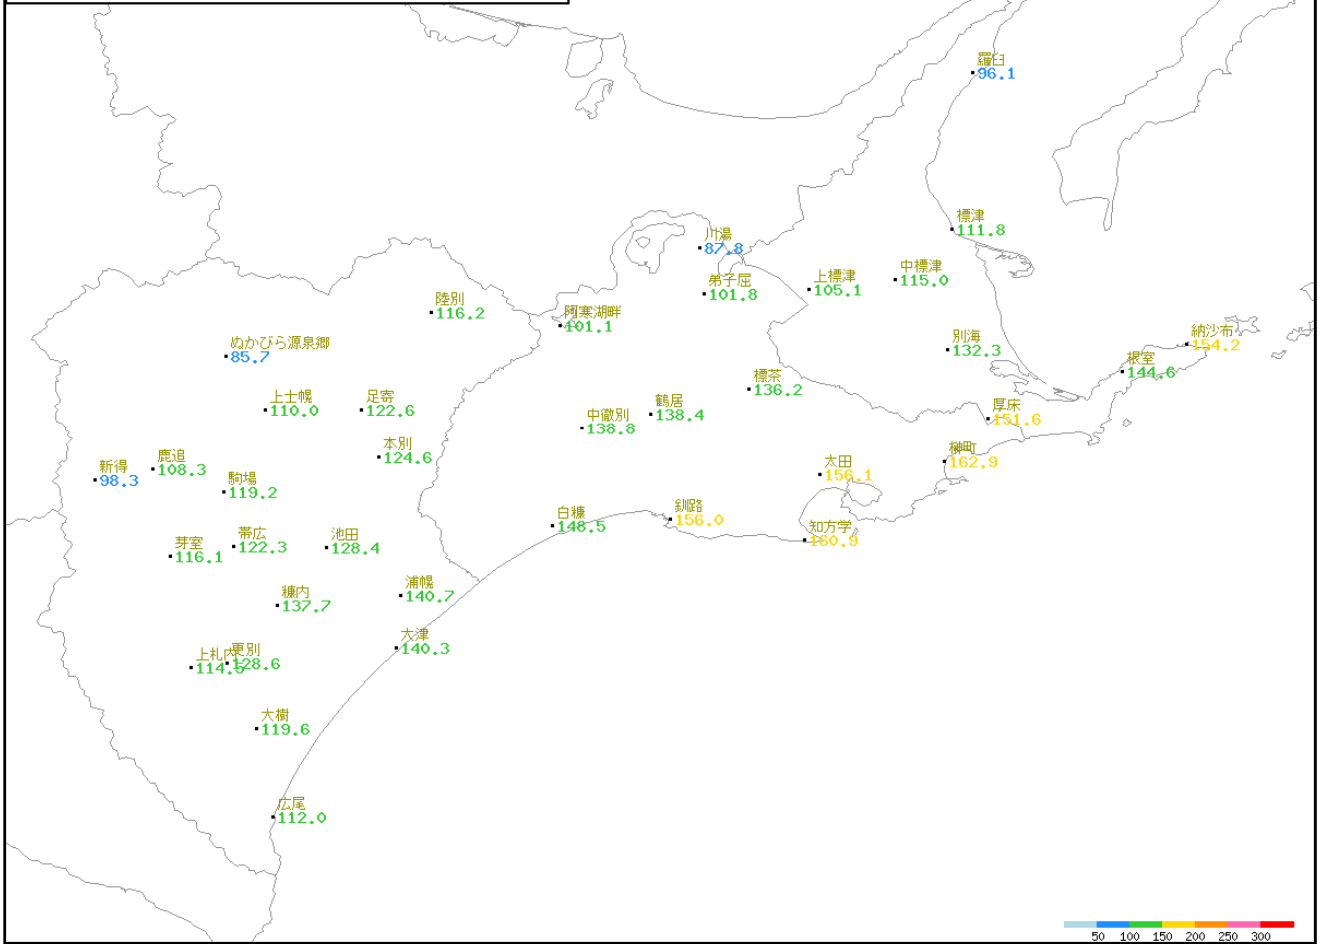 羅臼
96.1
標津
111.8
川湯
87.8
中標津
115.0
上標津
105.1
弟子屈
101.8
陸別
116.2
阿寒湖畔
101.1
納沙布
154.2
ぬかびら源泉郷
85.7
別海
132.3
根室
144.6
標茶
136.2
上士幌
110.0
足寄
122.6
鶴居
138.4
厚床
151.6
中徹別
138.8
本別
124.6
榊町
162.9
鹿追
108.3
太田
156.1
新得
98.3
駒場
119.2
白糠
148.5
釧路
156.0
知方学
160.9
帯広
122.3
池田
128.4
芽室
116.1
浦幌
140.7
糠内
137.7
大津
140.3
更別
128.6
上札内
114.5
大樹
119.6
広尾
112.0
50 100 150 200 250 300